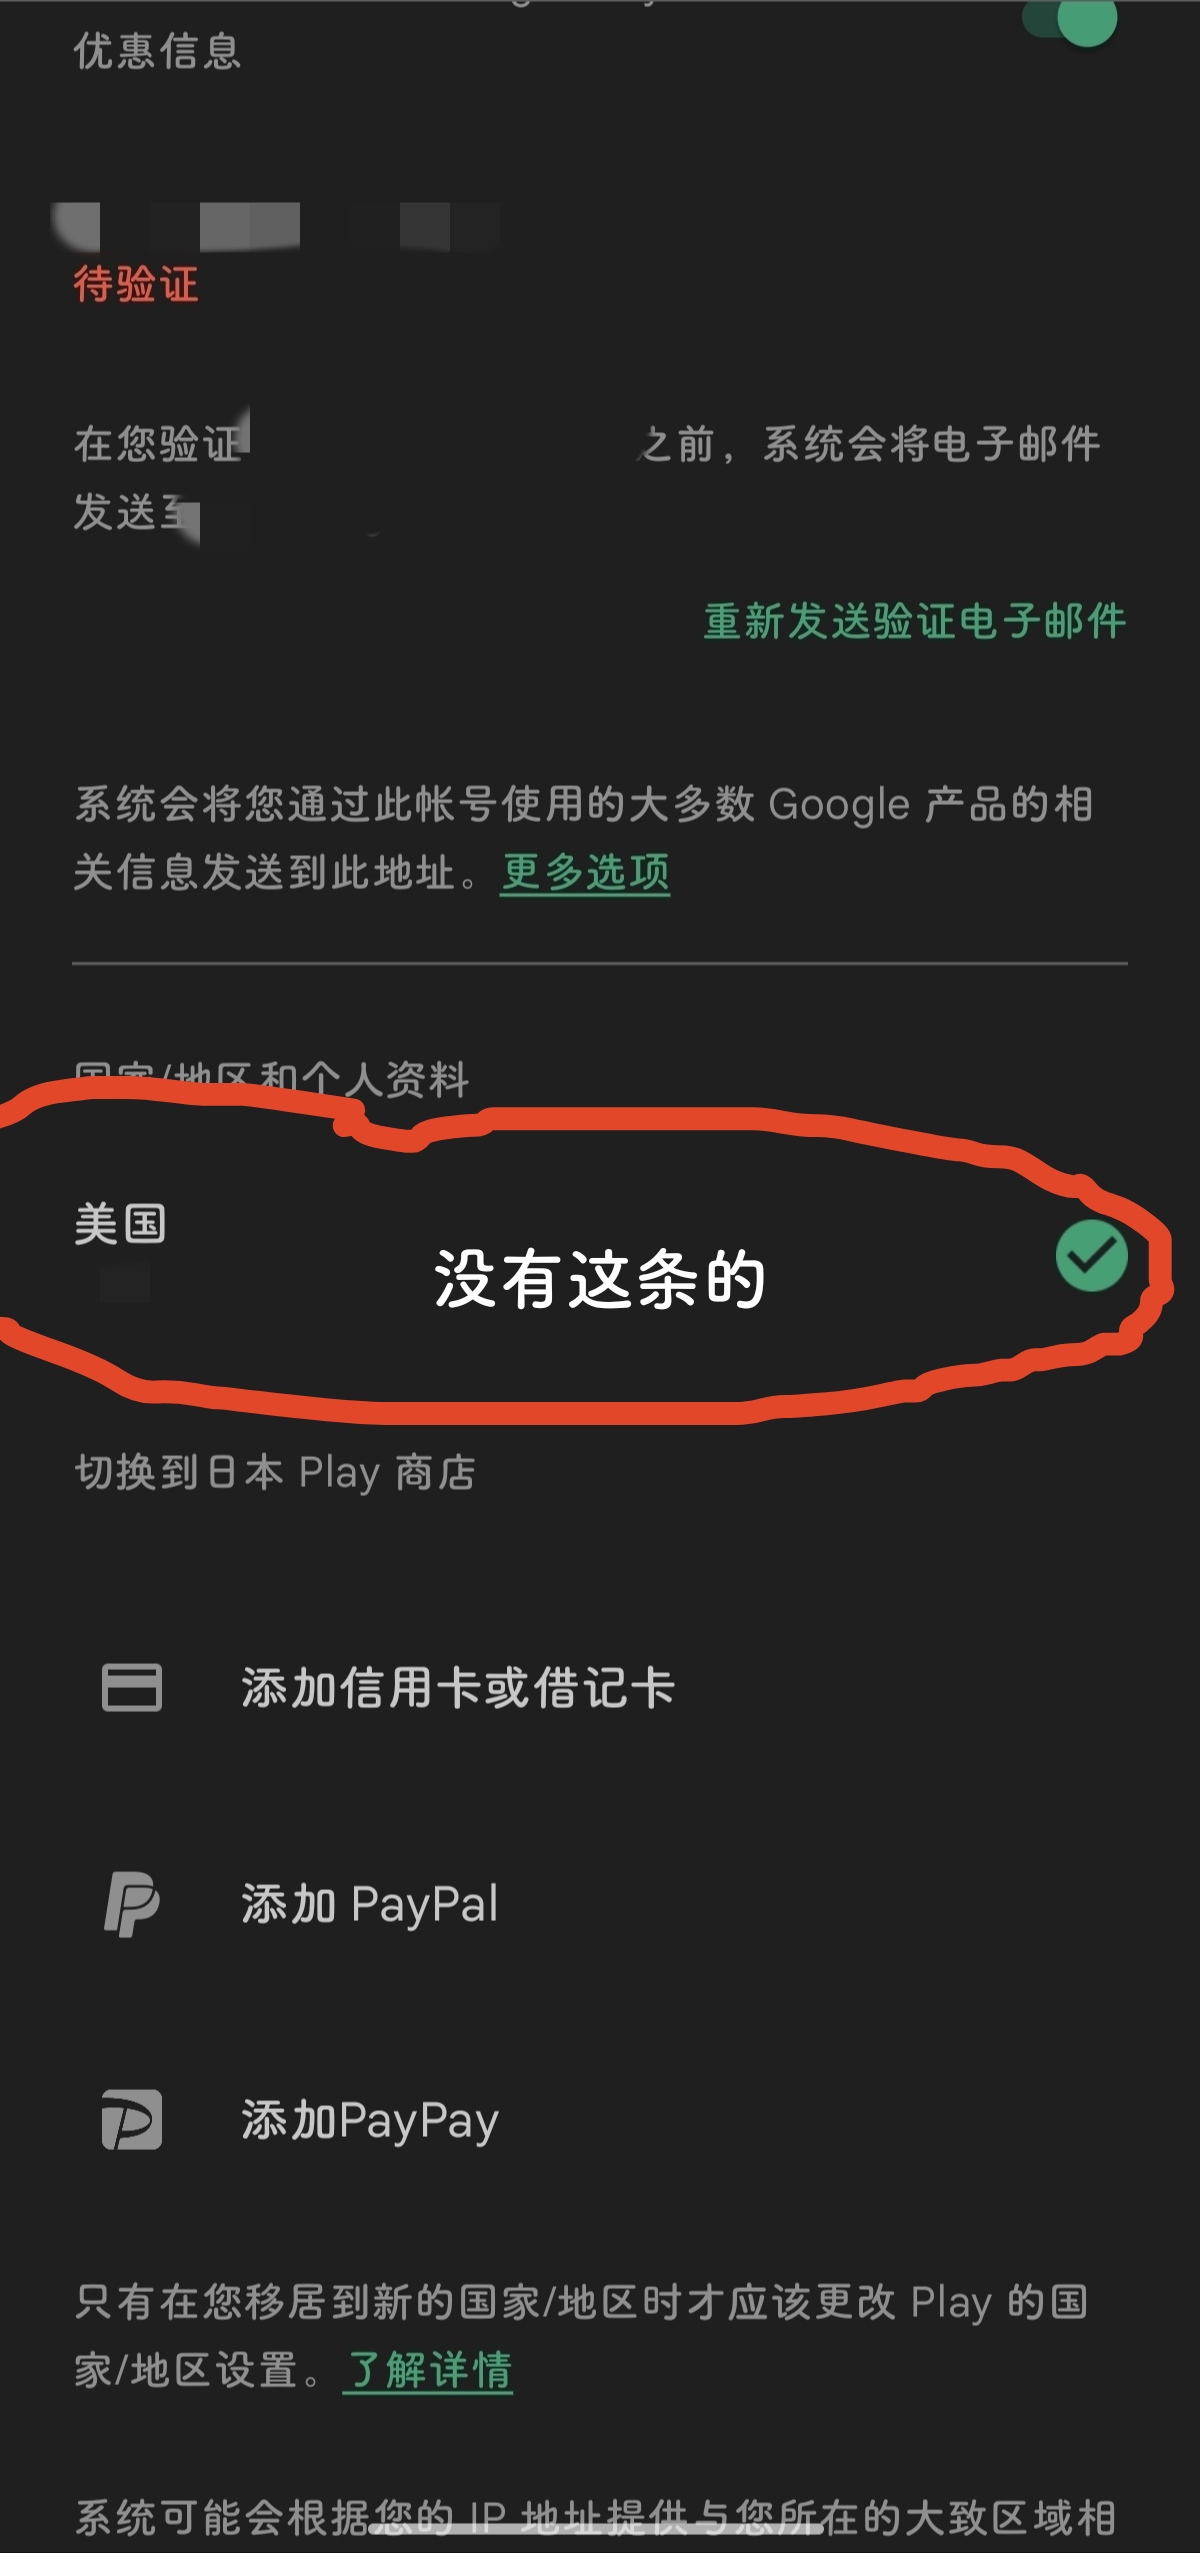 优惠信息
待验证
在您验证 之前，系统会将电子邮件
发送至
重新发送验证电子邮件
系统会将您通过此帐号使用的大多数 Google 产品的相
关信息发送到此地址。更多选项
国家/地区和个人资料
美国
没有这条的
切换到日本 Play 商店
添加信用卡或借记卡
添加 PayPal
添加PayPay
只有在您移居到新的国家/地区时才应该更改 Play 的国
家/地区设置。了解详情
系统可能会根据您的 IP 地址提供与您所在的大致区域相